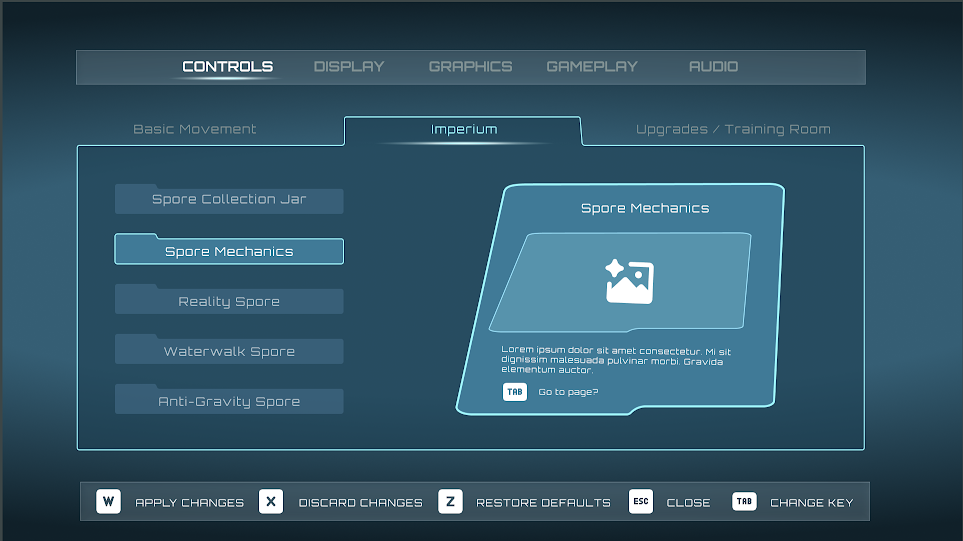 CONTROLS DISPLAY GRAPHICS GAMEPLAY AUDIO
Basic Movement Imperium Upgrades / Training Room
Spore Collection Jar
Spore Mechanics
Reality Spore
Waterwalk Spore
Anti-Gravity Spore
Spore Mechanics
Lorem ipsum dolor sit amet consectetur. Mi sit
dignissim malesuada pulvinar morbi. Gravida
elementum auctor.
TAB Go to page?
W APPLY CHANGES X DISCARD CHANGES Z RESTORE DEFAULTS ESC CLOSE TAB CHANGE KEY